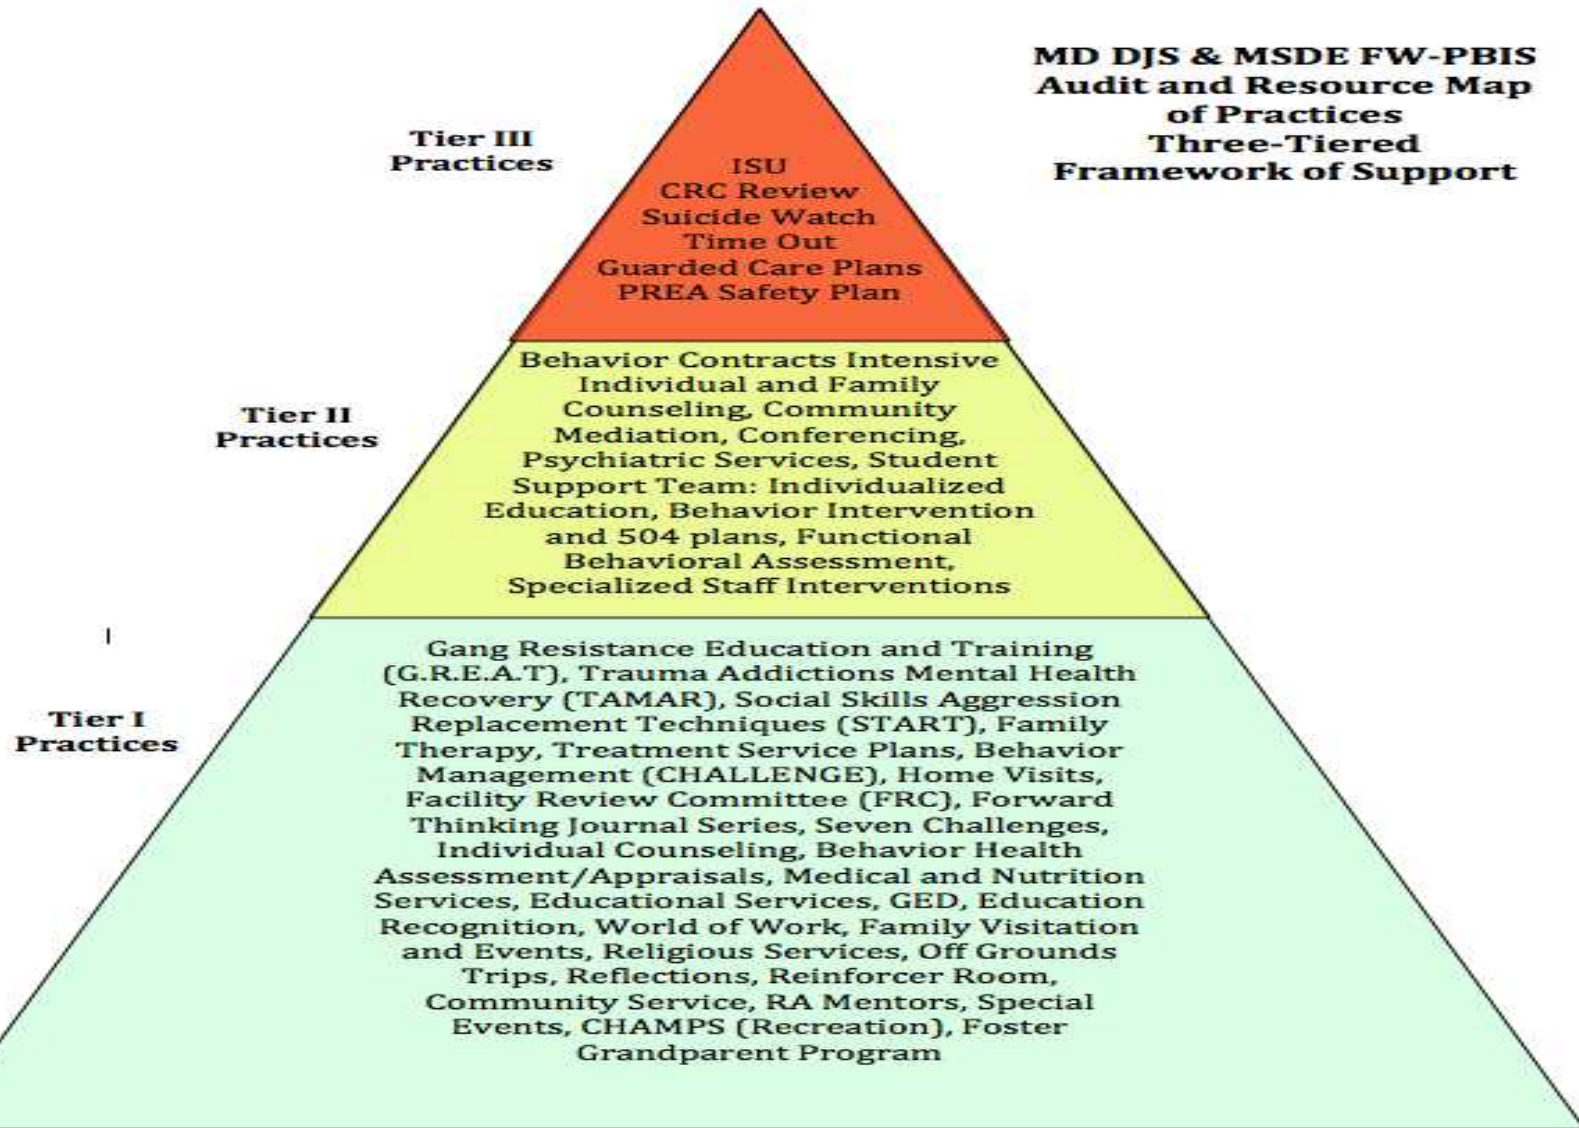 MD DJS & MSDE FW-PBIS
Audit and Resource Map
of Practices
Three-Tiered
Framework of Support
Tier III
Practices
ISU
CRC Review
Suicide Watch
Time Out
Guarded Care Plans
PREA Safety Plan
Tier II
Practices
Behavior Contracts Intensive
Individual and Family
Counseling, Community
Mediation, Conferencing,
Psychiatric Services, Student
Support Team: Individualized
Education, Behavior Intervention
and 504 plans, Functional
Behavioral Assessment,
Specialized Staff Interventions
Tier I
Practices
Gang Resistance Education and Training
(G.R.E.A.T), Trauma Addictions Mental Health
Recovery (TAMAR), Social Skills Aggression
Replacement Techniques (START), Family
Therapy, Treatment Service Plans, Behavior
Management (CHALLENGE), Home Visits,
Facility Review Committee (FRC), Forward
Thinking Journal Series, Seven Challenges,
Individual Counseling, Behavior Health
Assessment/Appraisals, Medical and Nutrition
Services, Educational Services, GED, Education
Recognition, World of Work, Family Visitation
and Events, Religious Services, Off Grounds
Trips, Reflections, Reinforcer Room,
Community Service, RA Mentors, Special
Events, CHAMPS (Recreation), Foster
Grandparent Program